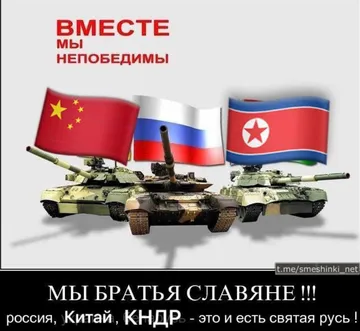 ВМЕСТЕ
МЫ
НЕПОБЕДИМЫ
t.me/smeshinki_net
МЫ БРАТЬЯ СЛАВЯНЕ !!!
россия, Китай, КНДР - это и есть святая русь !